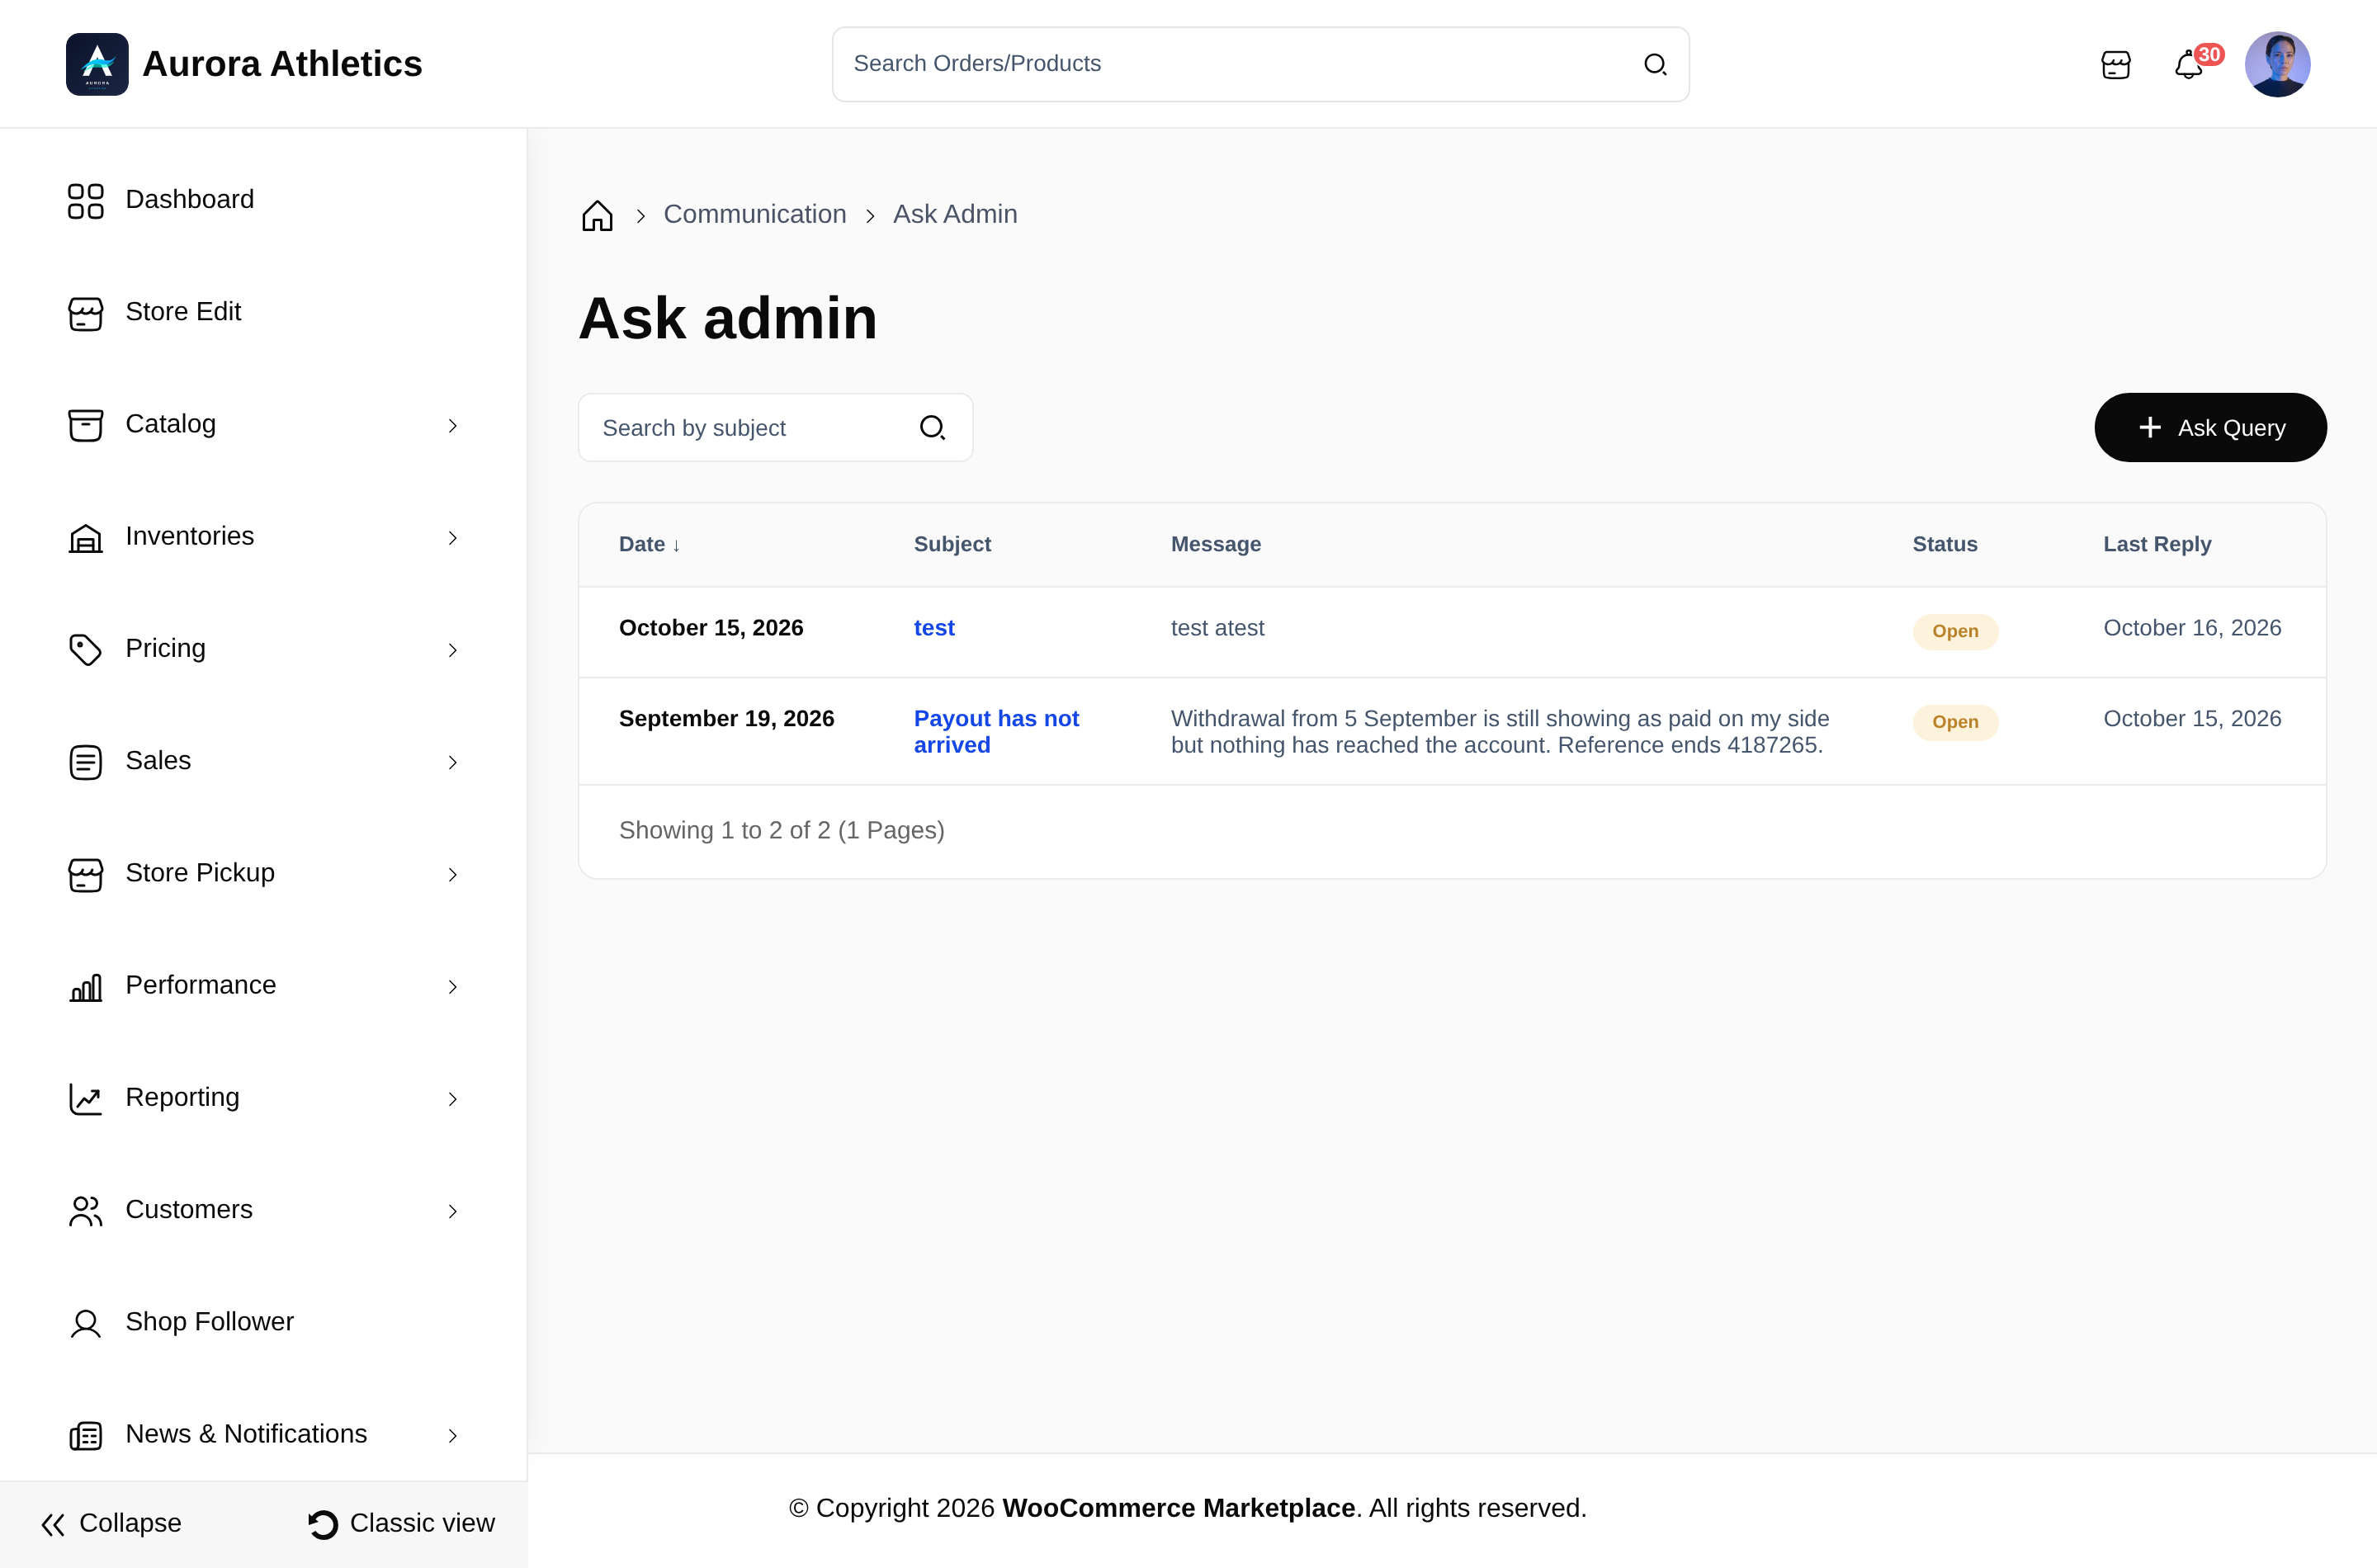 AURORA
Aurora Athletics
Search Orders/Products
30
Dashboard
Store Edit
Catalog
Inventories
Pricing
Sales
Store Pickup
Performance
Reporting
Customers
Shop Follower
News & Notifications
Collapse
Classic view
Communication
Ask Admin
Ask admin
Search by subject
Ask Query
Date ↓ Subject Message Status Last Reply
October 15, 2026 test test atest Open October 16, 2026
September 19, 2026 Payout has not Withdrawal from 5 September is still showing as paid on my side Open October 15, 2026
arrived but nothing has reached the account. Reference ends 4187265.
Showing 1 to 2 of 2 (1 Pages)
© Copyright 2026 WooCommerce Marketplace. All rights reserved.